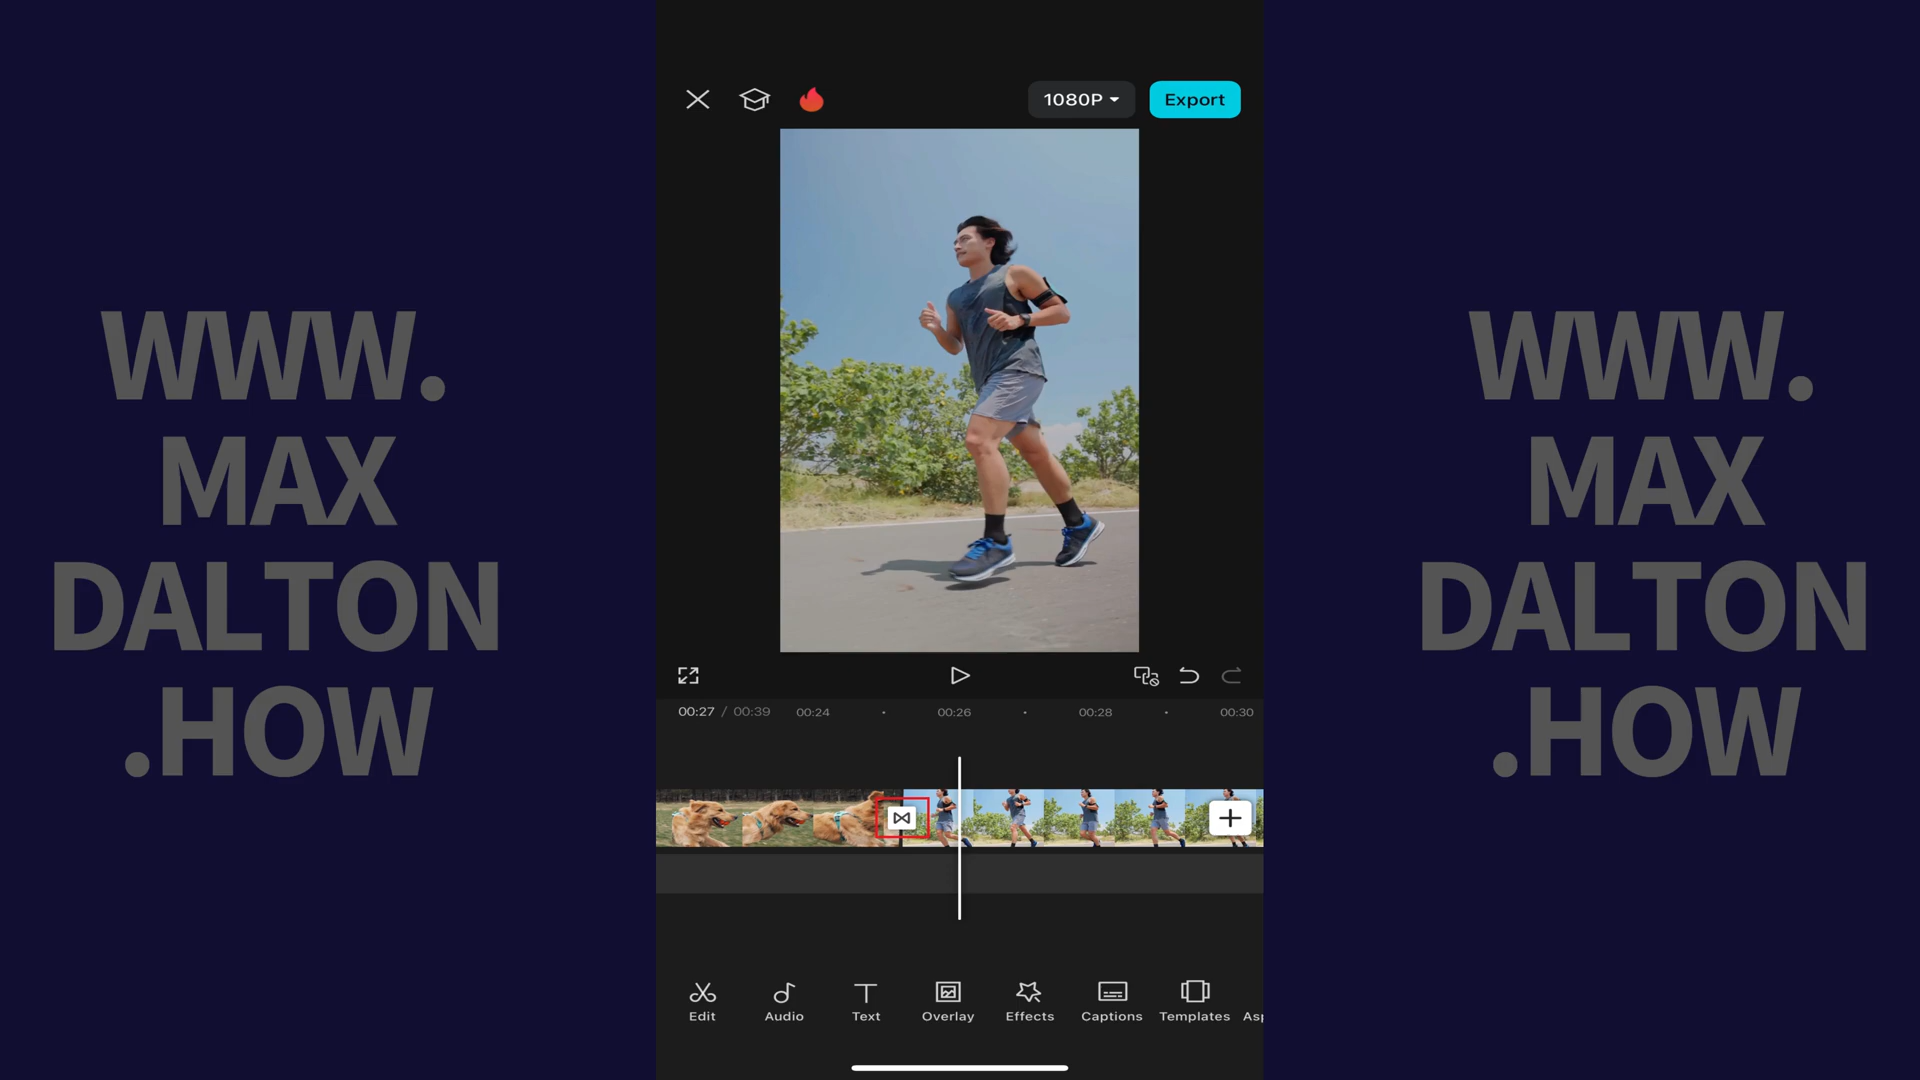 WWW.
MAX
DALTON
.HOW
1080P
Export
00:27 / 00:39
00:24
00:26
00:28
00:30
Edit
Audio
Text
Overlay
Effects
Captions
Templates
Asp
WWW.
MAX
DALTON
.HOW